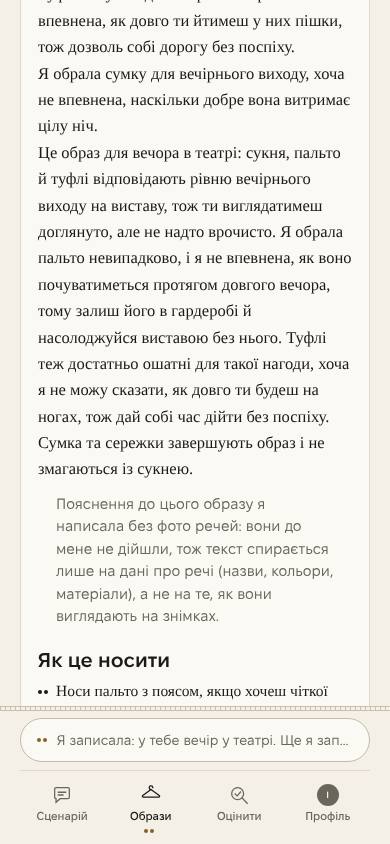 впевнена, як довго ти йтимеш у них пішки,
тож дозволь собі дорогу без поспіху.
Я обрала сумку для вечірнього виходу, хоча
не впевнена, наскільки добре вона витримає
цілу ніч.
Це образ для вечора в театрі: сукня, пальто
й туфлі відповідають рівню вечірнього
виходу на виставу, тож ти виглядатимеш
доглянуто, але не надто врочисто. Я обрала
пальто невипадково, і я не впевнена, як воно
почуватиметься протягом довгого вечора,
тому залиш його в гардеробі й
насолоджуйся виставою без нього. Туфлі
теж достатньо ошатні для такої нагоди, хоча
я не можу сказати, як довго ти будеш на
ногах, тож дай собі час дійти без поспіху.
Сумка та сережки завершують образ і не
змагаються із сукнею.
Пояснення до цього образу я
написала без фото речей: вони до
мене не дійшли, тож текст спирається
лише на дані про речі (назви, кольори,
матеріали), а не на те, як вони
виглядають на знімках.
Як це носити
•• Носи пальто з поясом, якщо хочеш чіткої
•• Я записала: у тебе вечір у театрі. Ще я зап...
Сценарій
Образи
Оцінити
І
Профіль